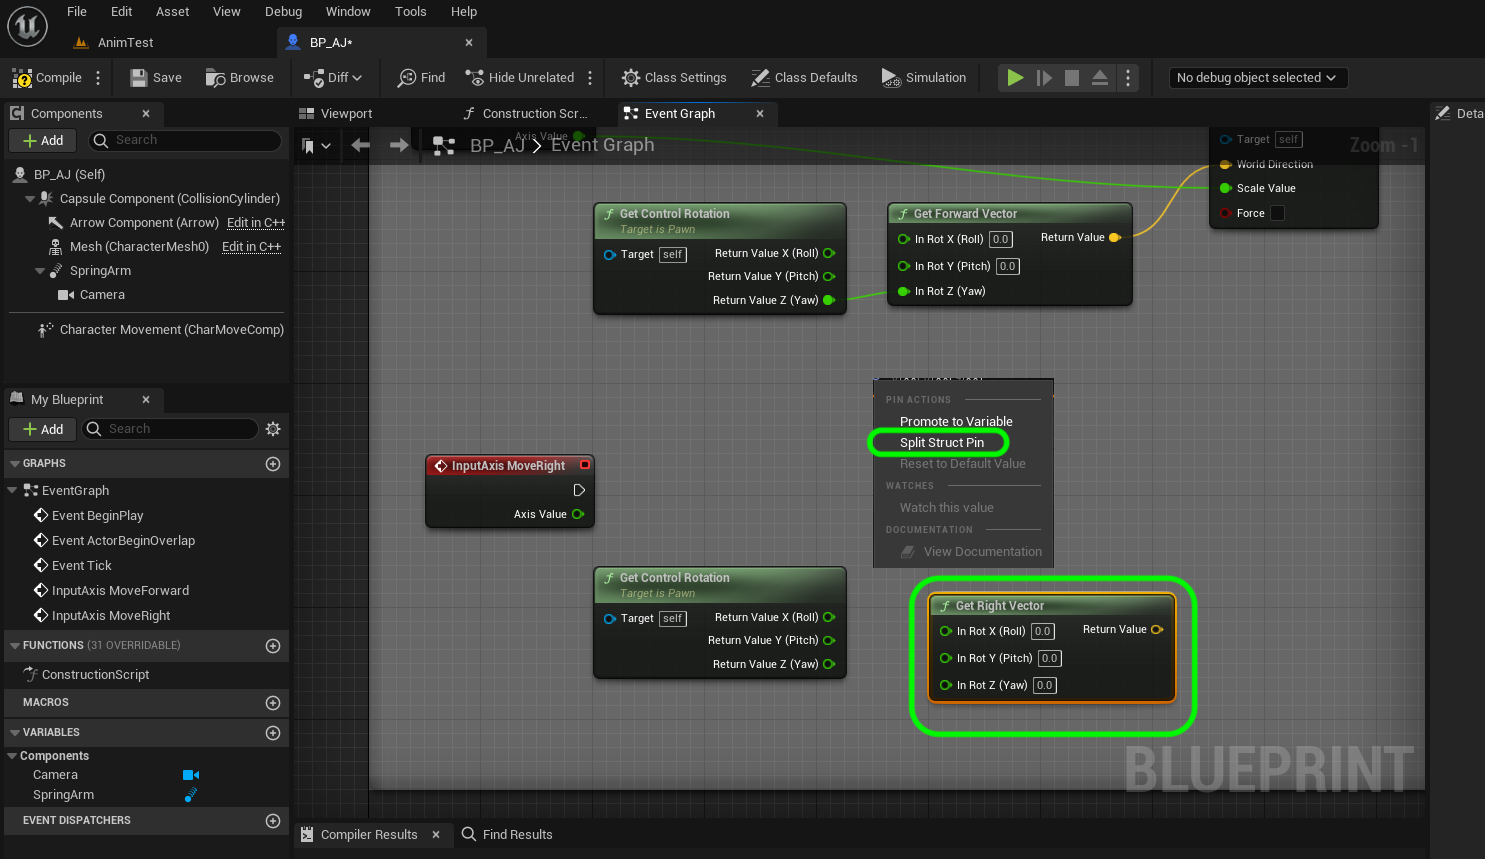 File Edit Asset View Debug Window Tools Help
AnimTest
BP_AJ*
Compile Save Browse Diff Find Hide Unrelated Class Settings Class Defaults Simulation No debug object selected
Components
Add Search
BP_AJ (Self)
Capsule Component (CollisionCylinder)
Arrow Component (Arrow) Edit in C++
Mesh (CharacterMesh0) Edit in C++
SpringArm
Camera
Character Movement (CharMoveComp)
My Blueprint
Add Search
GRAPHS
EventGraph
Event BeginPlay
Event ActorBeginOverlap
Event Tick
InputAxis MoveForward
InputAxis MoveRight
FUNCTIONS (31 OVERRIDABLE)
ConstructionScript
MACROS
VARIABLES
Components
Camera
SpringArm
EVENT DISPATCHERS
Viewport Construction Scr... Event Graph
Deta
Axis Value
BP_AJ > Event Graph
Zoom -1
Target self
World Direction
Scale Value
Force
Get Control Rotation
Target is Pawn
Target self Return Value X (Roll)
Return Value Y (Pitch)
Return Value Z (Yaw)
Get Forward Vector
In Rot X (Roll) 0.0 Return Value
In Rot Y (Pitch) 0.0
In Rot Z (Yaw)
PIN ACTIONS
Promote to Variable
Split Struct Pin
Reset to Default Value
WATCHES
Watch this value
DOCUMENTATION
View Documentation
InputAxis MoveRight
Axis Value
Get Control Rotation
Target is Pawn
Target self Return Value X (Roll)
Return Value Y (Pitch)
Return Value Z (Yaw)
Get Right Vector
In Rot X (Roll) 0.0 Return Value
In Rot Y (Pitch) 0.0
In Rot Z (Yaw) 0.0
BLUEPRINT
Compiler Results Find Results